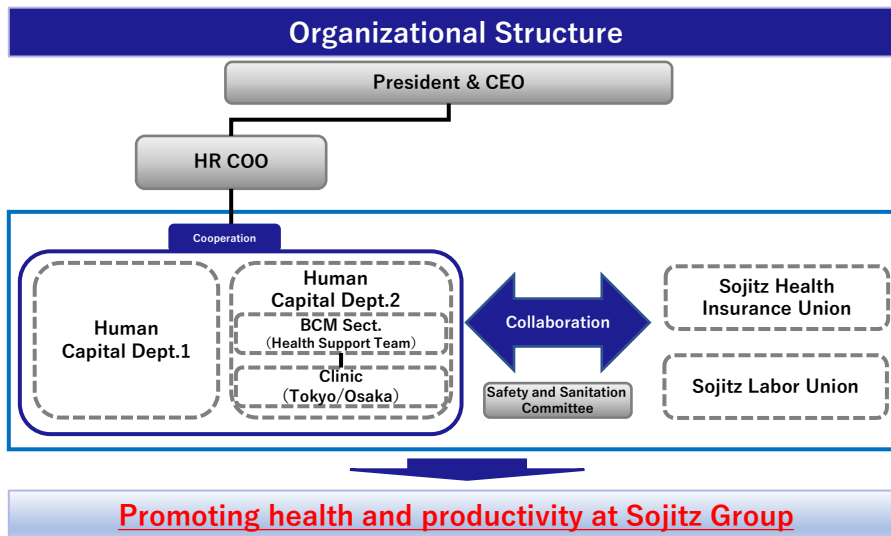 Organizational Structure
President & CEO
HR COO
Cooperation
Human
Capital Dept.1
Human
Capital Dept.2
BCM Sect.
(Health Support Team)
Clinic
(Tokyo/Osaka)
Collaboration
Safety and Sanitation
Committee
Sojitz Health
Insurance Union
Sojitz Labor Union
Promoting health and productivity at Sojitz Group